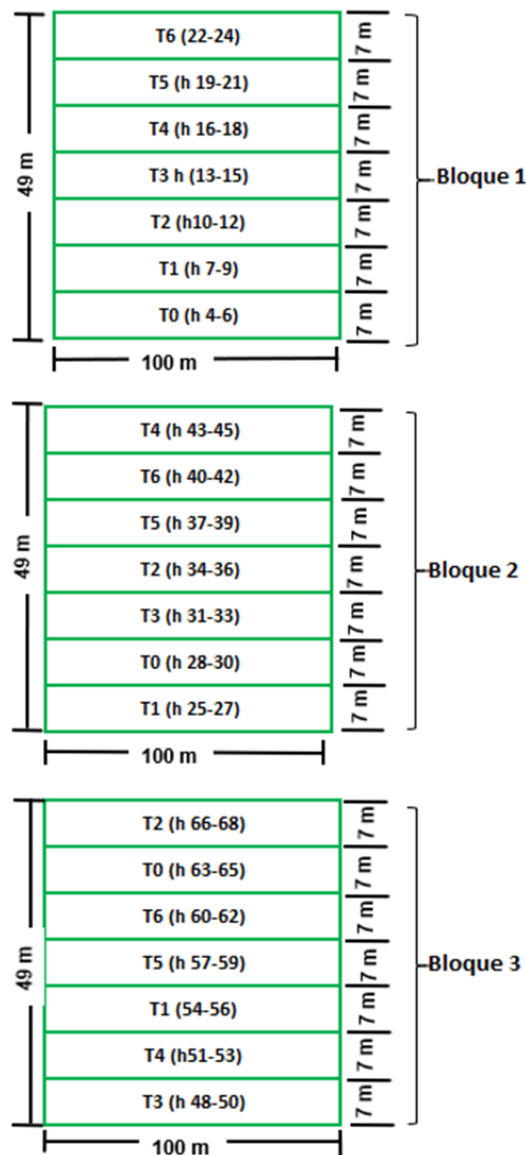 T6 (22-24)
7 m
T5 (h 19-21)
7 m
T4 (h 16-18)
7 m
T3 h (13-15)
7 m
T2 (h10-12)
7 m
T1 (h 7-9)
7 m
T0 (h 4-6)
7 m
49 m
Bloque 1
100 m
T4 (h 43-45)
7 m
T6 (h 40-42)
7 m
T5 (h 37-39)
7 m
T2 (h 34-36)
7 m
T3 (h 31-33)
7 m
T0 (h 28-30)
7 m
T1 (h 25-27)
7 m
49 m
Bloque 2
100 m
T2 (h 66-68)
7 m
T0 (h 63-65)
7 m
T6 (h 60-62)
7 m
T5 (h 57-59)
7 m
T1 (54-56)
7 m
T4 (h51-53)
7 m
T3 (h 48-50)
7 m
49 m
Bloque 3
100 m